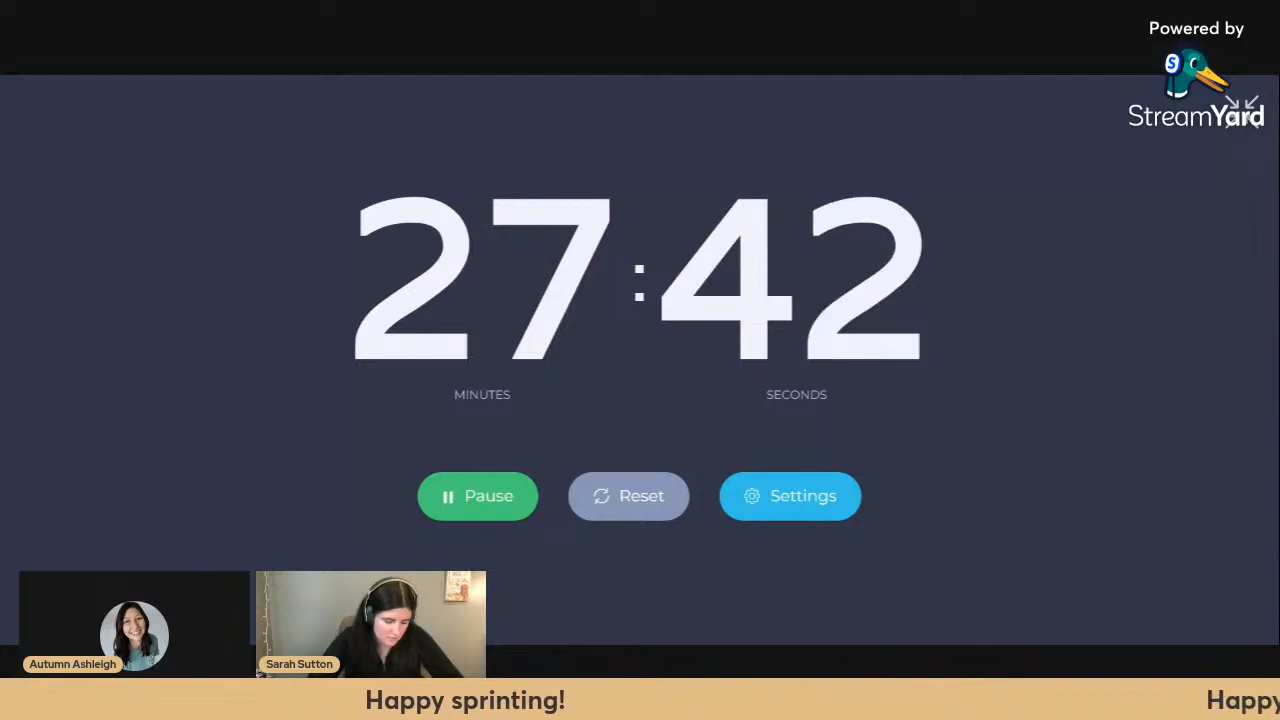 Powered by
S
StreamYard
27:42
MINUTES
SECONDS
Pause
Reset
Settings
Autumn Ashleigh
Sarah Sutton
Happy sprinting!
Happy